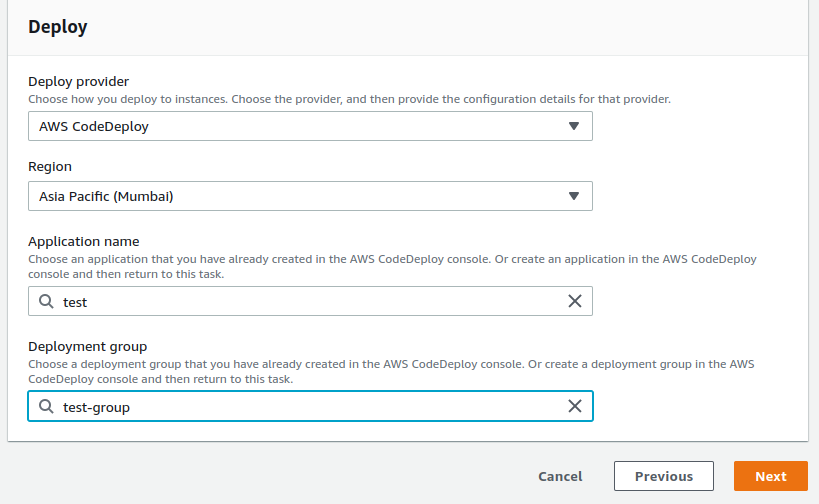 Deploy
Deploy provider
Choose how you deploy to instances. Choose the provider, and then provide the configuration details for that provider.
AWS CodeDeploy
Region
Asia Pacific (Mumbai)
Application name
Choose an application that you have already created in the AWS CodeDeploy console. Or create an application in the AWS CodeDeploy
console and then return to this task.
test
Deployment group
Choose a deployment group that you have already created in the AWS CodeDeploy console. Or create a deployment group in the AWS
CodeDeploy console and then return to this task.
test-group
Cancel
Previous
Next